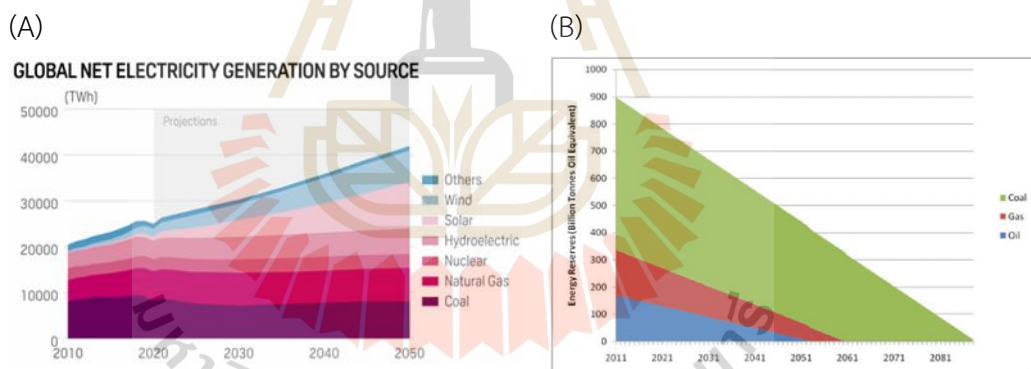 (A)
(B)
GLOBAL NET ELECTRICITY GENERATION BY SOURCE
(TWh)
50000
40000
30000
20000
10000
0
Projections
2010 2020 2030 2040 2050
Others
Wind
Solar
Hydroelectric
Nuclear
Natural Gas
Coal
Energy Reserves (Billion Tonnes Oil Equivalent)
1000
900
800
700
600
500
400
300
200
100
0
2011 2021 2031 2041 2051 2061 2071 2081
Coal
Gas
Oil